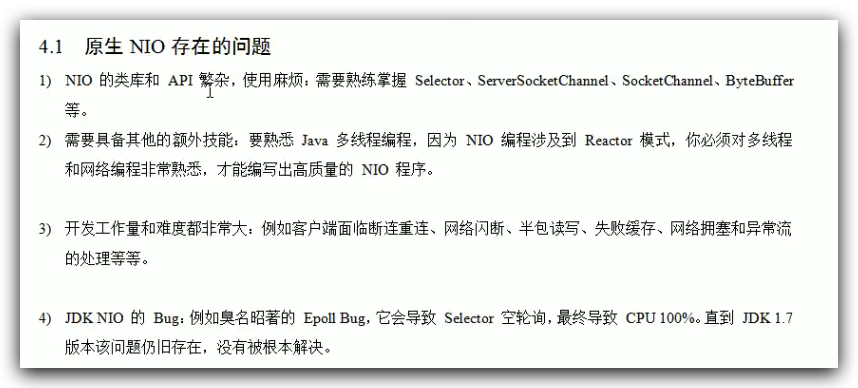 4.1 原生 NIO 存在的问题
1) NIO 的类库和 API 繁杂，使用麻烦：需要熟练掌握 Selector、ServerSocketChannel、SocketChannel、ByteBuffer
等。
2) 需要具备其他的额外技能：要熟悉 Java 多线程编程，因为 NIO 编程涉及到 Reactor 模式，你必须对多线程
和网络编程非常熟悉，才能编写出高质量的 NIO 程序。
3) 开发工作量和难度都非常大：例如客户端面临断连重连、网络闪断、半包读写、失败缓存、网络拥塞和异常流
的处理等等。
4) JDK NIO 的 Bug：例如臭名昭著的 Epoll Bug，它会导致 Selector 空轮询，最终导致 CPU 100%。直到 JDK 1.7
版本该问题仍旧存在，没有被根本解决。